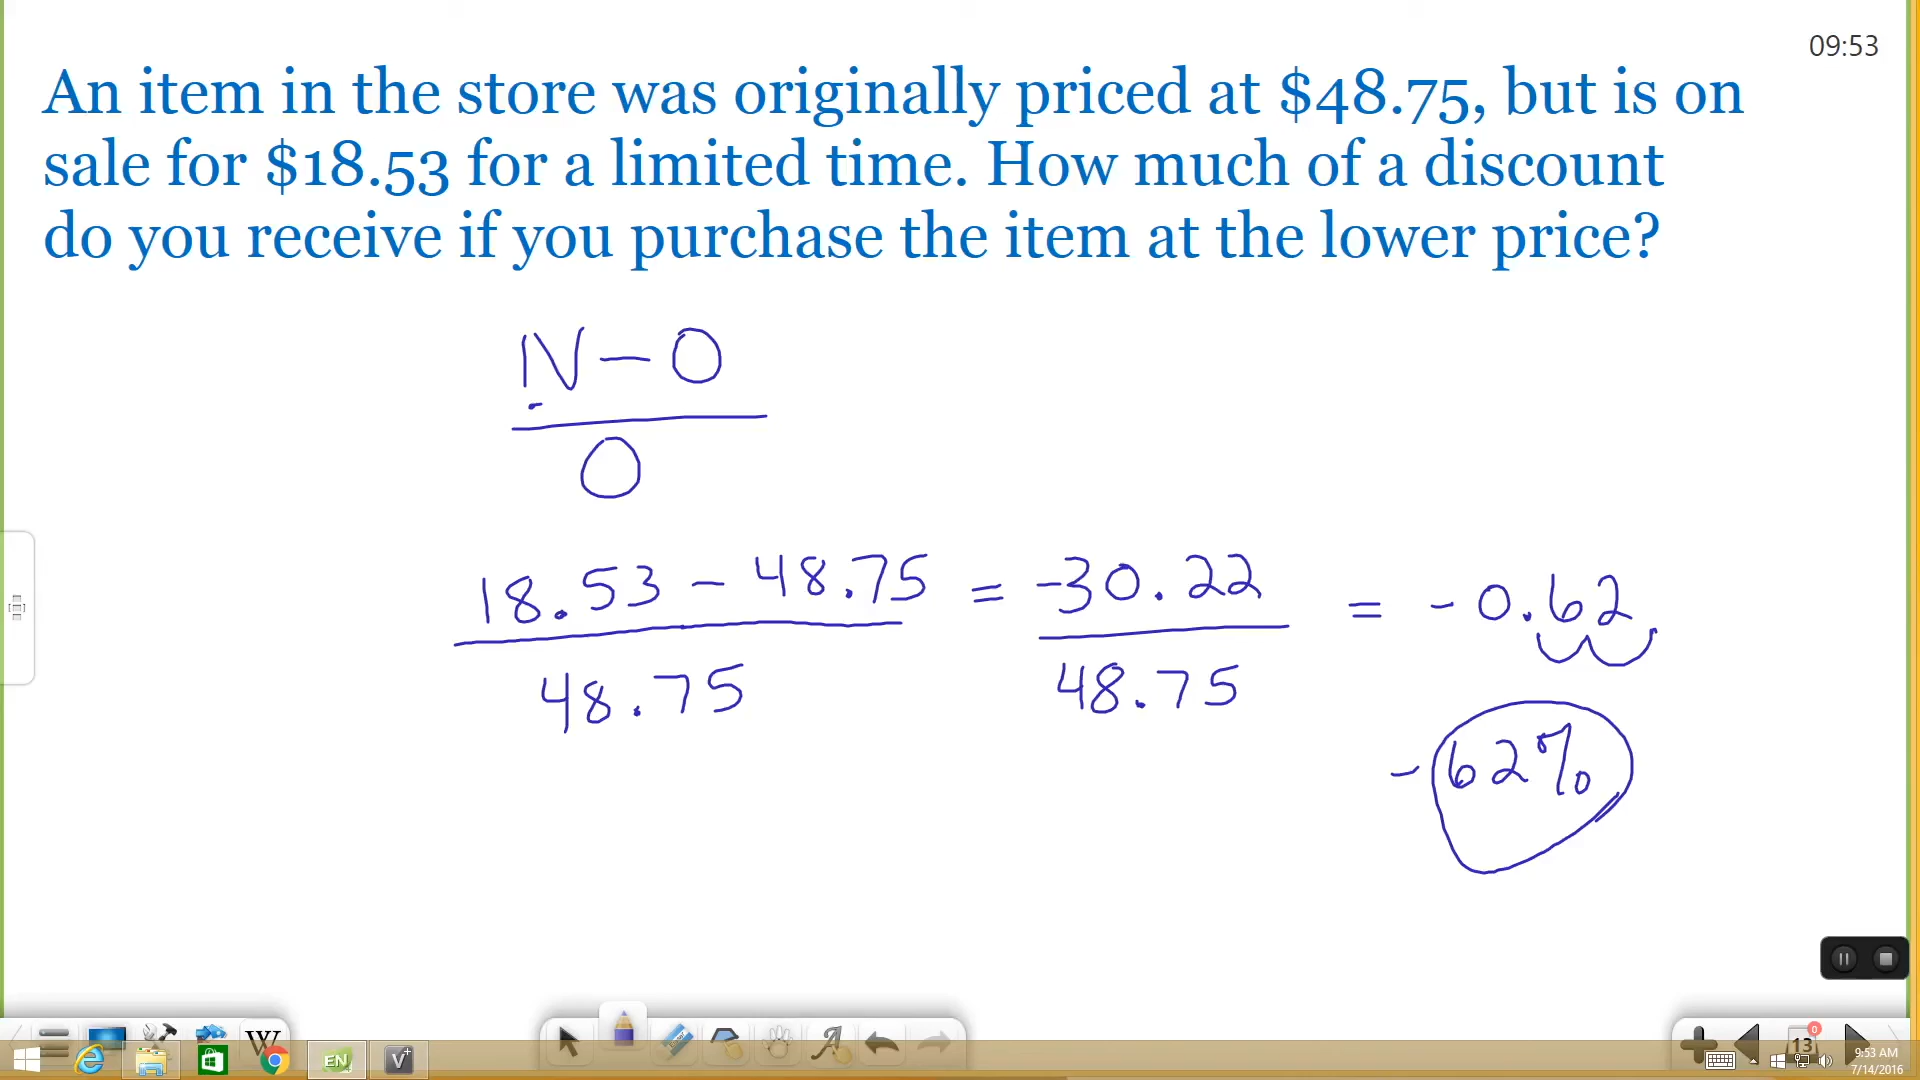 09:53
An item in the store was originally priced at $48.75, but is on
sale for $18.53 for a limited time. How much of a discount
do you receive if you purchase the item at the lower price?
N - O
O
18.53 - 48.75 = -30.22 = - 0.62
48.75 48.75
- 62%
W
A
0
13
EN
V+
9:53 AM
7/14/2016